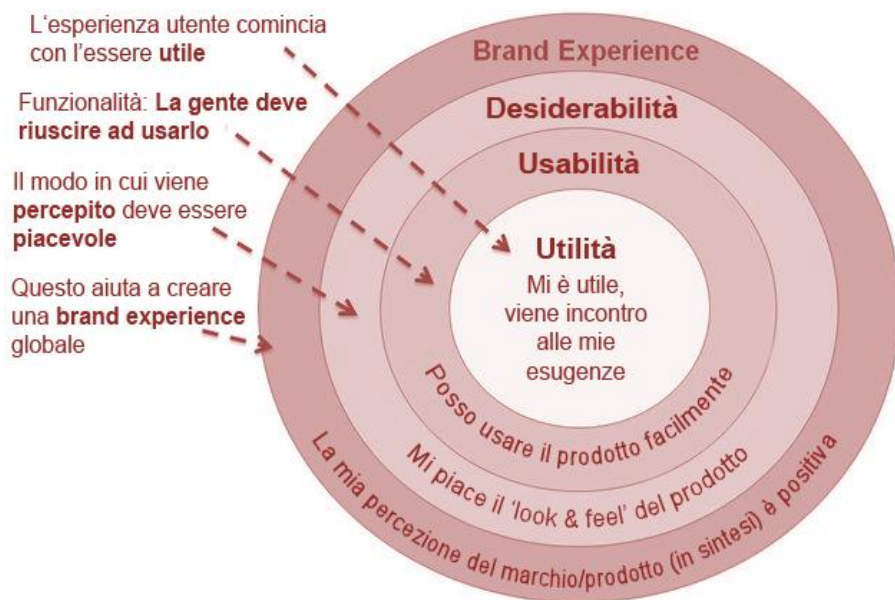 L'esperienza utente comincia
con l'essere utile
Funzionalità: La gente deve
riuscire ad usarlo
Il modo in cui viene
percepito deve essere
piacevole
Questo aiuta a creare
una brand experience
globale
Brand Experience
Desiderabilità
Usabilità
Utilità
Mi è utile,
viene incontro
alle mie
esugenze
Posso usare il prodotto facilmente
Mi piace il 'look & feel' del prodotto
La mia percezione del marchio/prodotto (in sintesi) è positiva